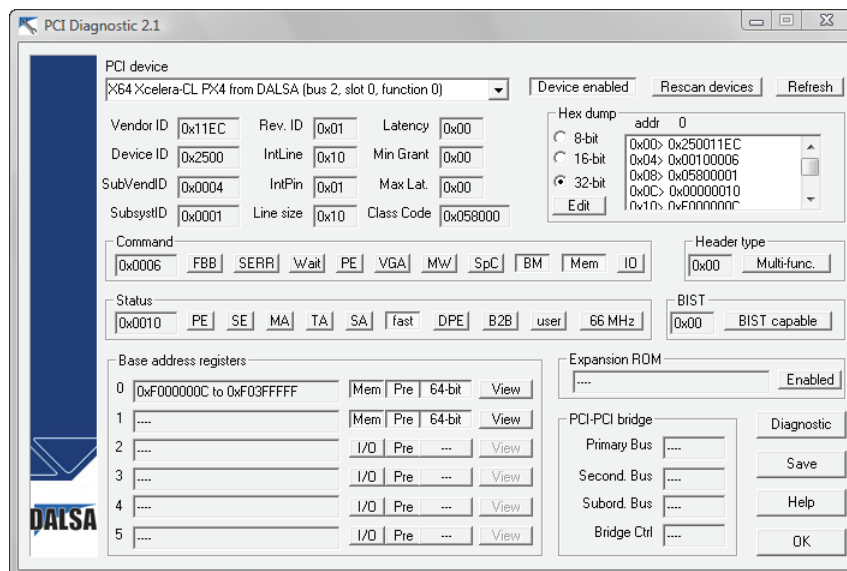 PCI Diagnostic 2.1
PCI device
X64 Xcelera-CL PX4 from DALSA (bus 2, slot 0, function 0)
Device enabled
Rescan devices
Refresh
Vendor ID 0x11EC Rev. ID 0x01 Latency 0x00
Device ID 0x2500 IntLine 0x10 Min Grant 0x00
SubVendID 0x0004 IntPin 0x01 Max Lat. 0x00
SubsystID 0x0001 Line size 0x10 Class Code 0x058000
Hex dump
addr 0
8-bit
16-bit
32-bit
Edit
0x00> 0x250011EC
0x04> 0x00100006
0x08> 0x05800001
0x0C> 0x00000010
0x10> 0xF000000C
Command
0x0006 FBB SERR Wait PE VGA MW SpC BM Mem IO
Header type
0x00 Multi-func.
Status
0x0010 PE SE MA TA SA fast DPE B2B user 66 MHz
BIST
0x00 BIST capable
Base address registers
0 0xF000000C to 0xF03FFFFF Mem Pre 64-bit View
1 ---- Mem Pre 64-bit View
2 ---- I/O Pre --- View
3 ---- I/O Pre --- View
4 ---- I/O Pre --- View
5 ---- I/O Pre --- View
Expansion ROM
---- Enabled
PCI-PCI bridge
Primary Bus ----
Second. Bus ----
Subord. Bus ----
Bridge Ctrl ----
Diagnostic
Save
Help
OK
DALSA